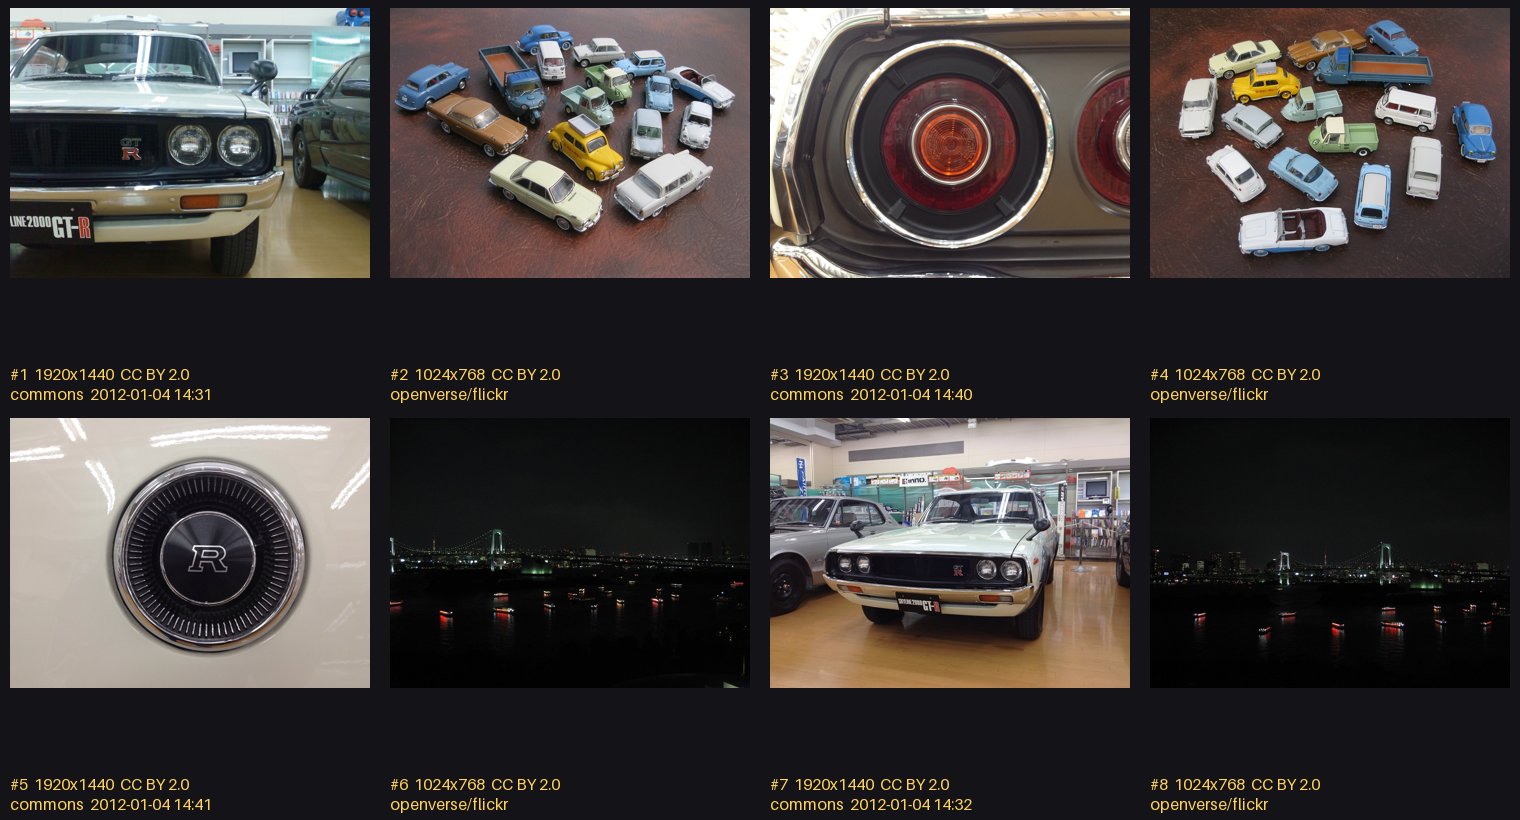 GT
R
LINE2000GT-R
#1 1920x1440 CC BY 2.0
commons 2012-01-04 14:31
#2 1024x768 CC BY 2.0
openverse/flickr
#3 1920x1440 CC BY 2.0
commons 2012-01-04 14:40
#4 1024x768 CC BY 2.0
openverse/flickr
R
SKYLINE2000GT-R
#5 1920x1440 CC BY 2.0
commons 2012-01-04 14:41
#6 1024x768 CC BY 2.0
openverse/flickr
#7 1920x1440 CC BY 2.0
commons 2012-01-04 14:32
#8 1024x768 CC BY 2.0
openverse/flickr